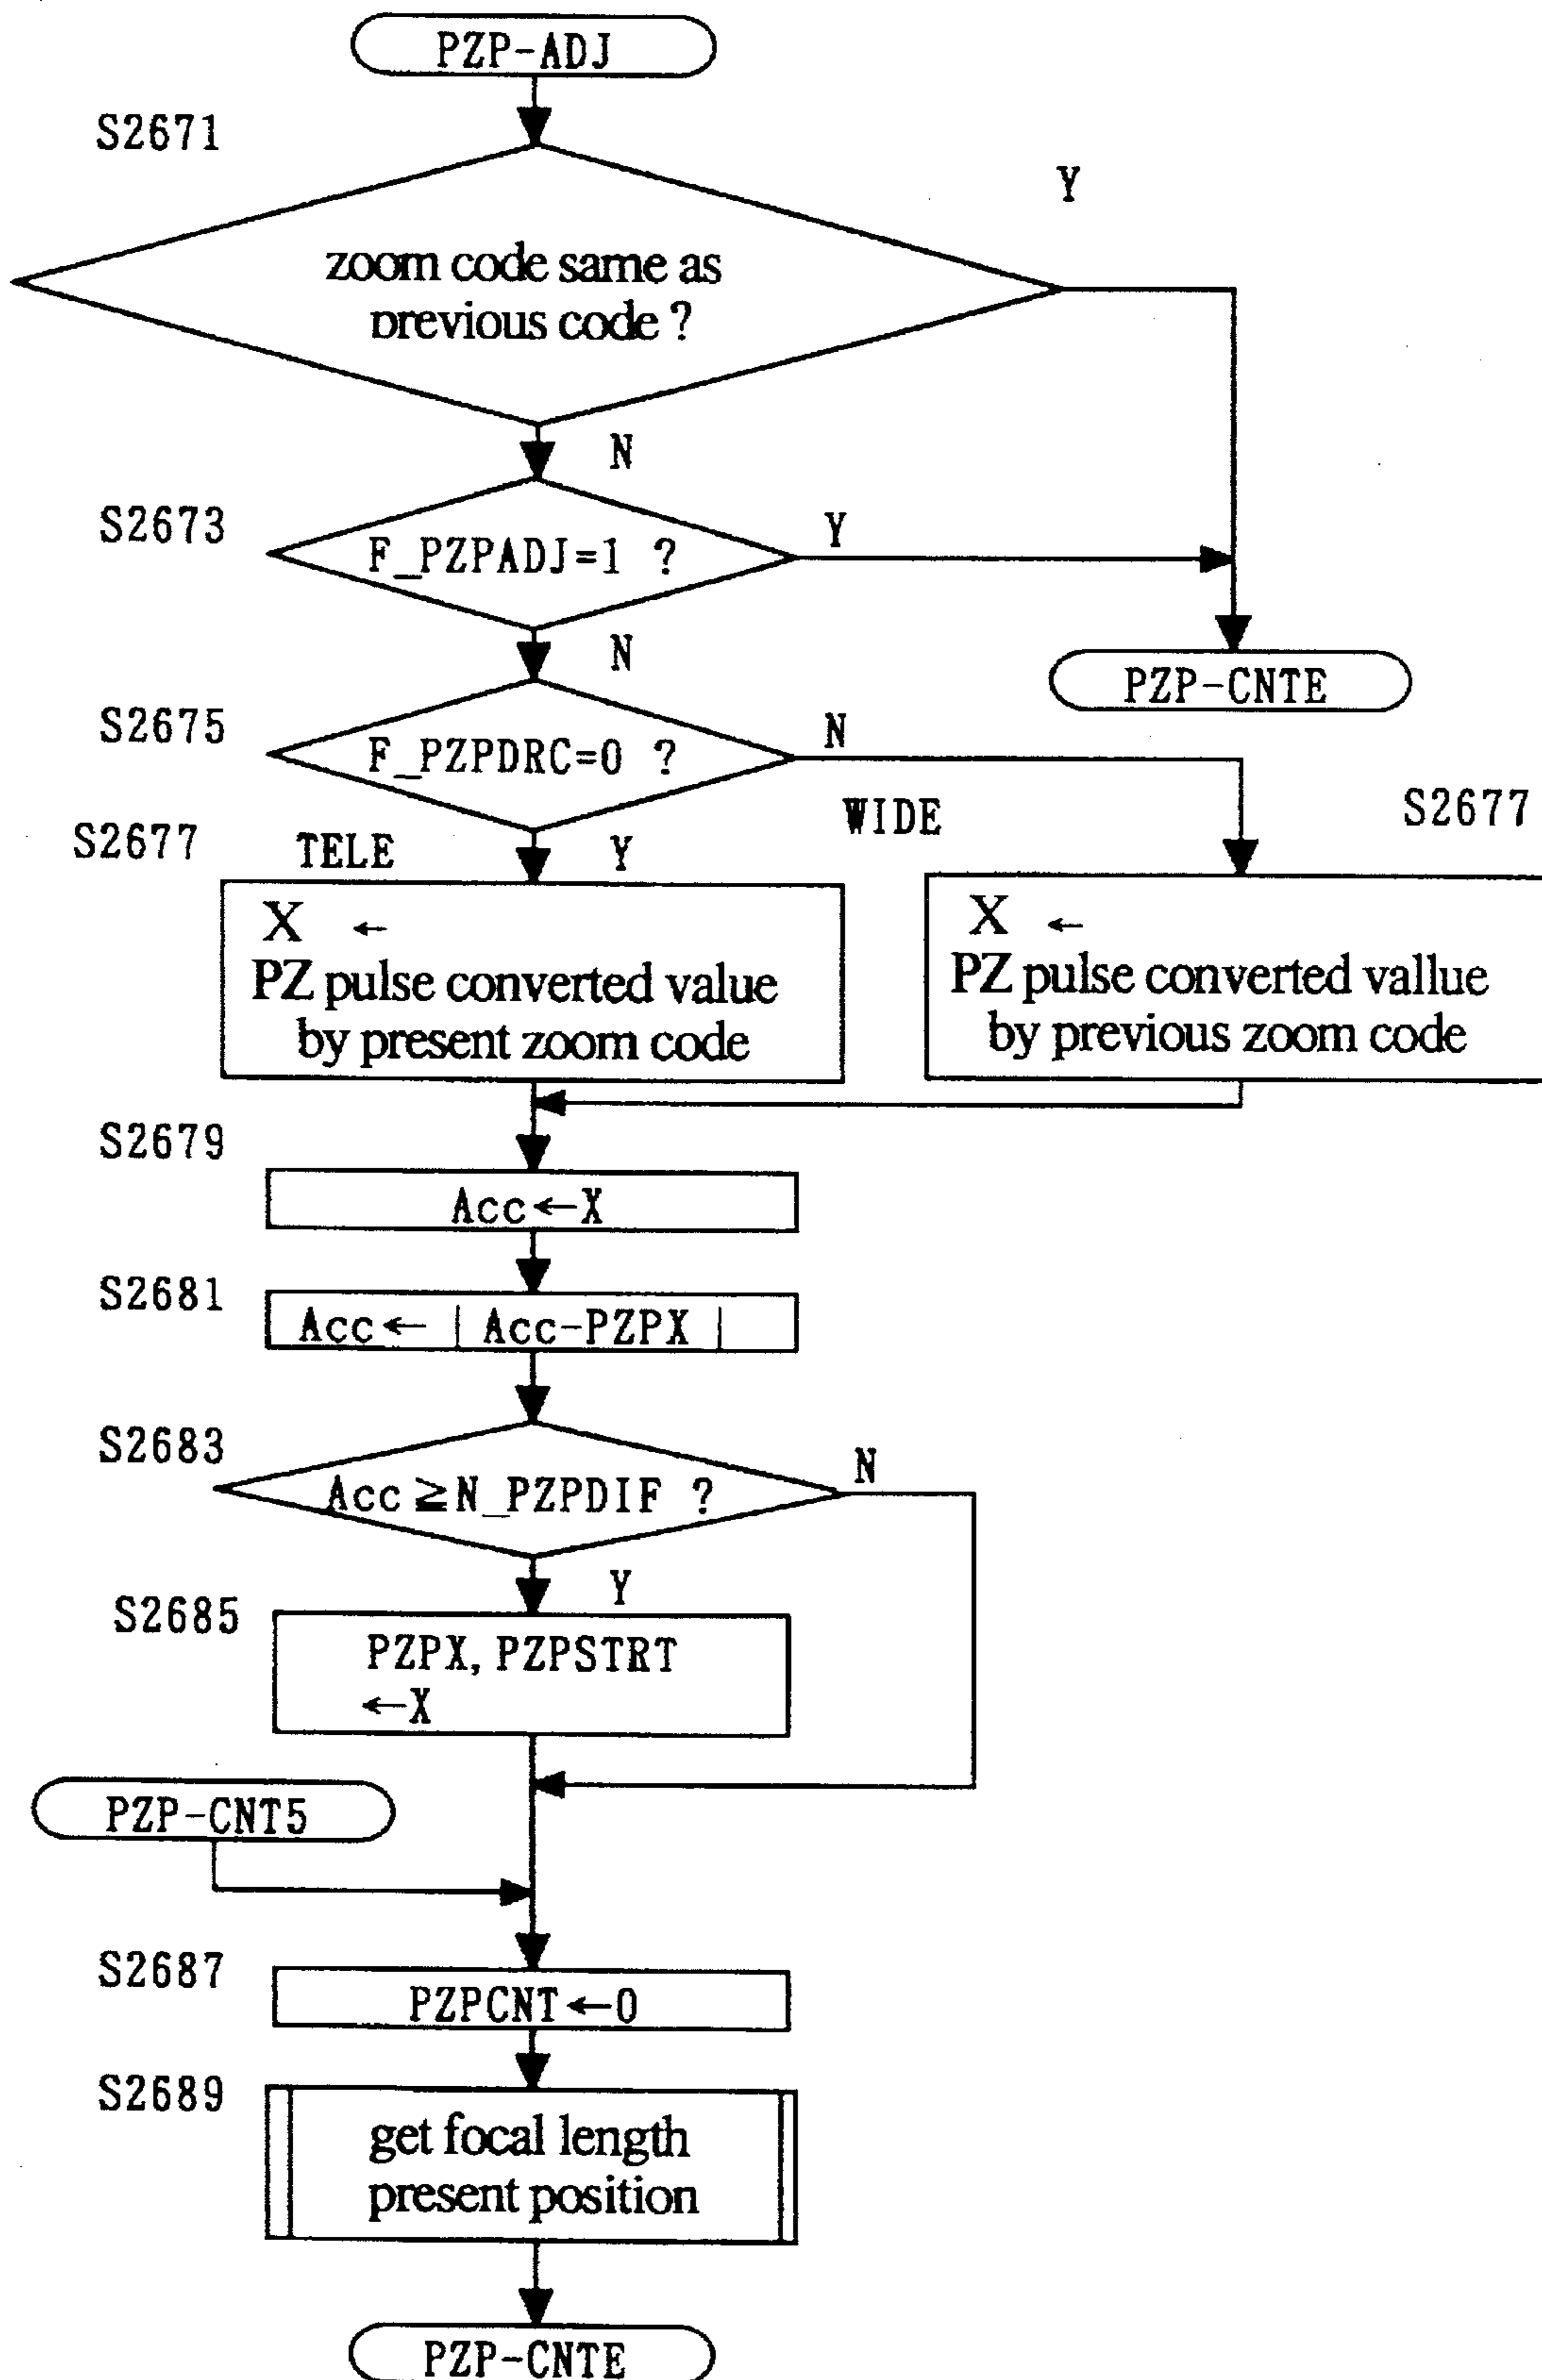 PZP-ADJ
S2671
Y
zoom code same as
previous code ?
N
S2673
F_PZPADJ=1 ?
Y
N
PZP-CNTE
S2675
F_PZPDRC=0 ?
N
WIDE
S2677
S2677
TELE
Y
X ←
PZ pulse converted value
by present zoom code
X ←
PZ pulse converted vallue
by previous zoom code
S2679
Acc←X
S2681
Acc← | Acc-PZPX |
S2683
Acc≧N_PZPDIF ?
N
Y
S2685
PZPX, PZPSTRT
←X
PZP-CNT5
S2687
PZPCNT←0
S2689
get focal length
present position
PZP-CNTE